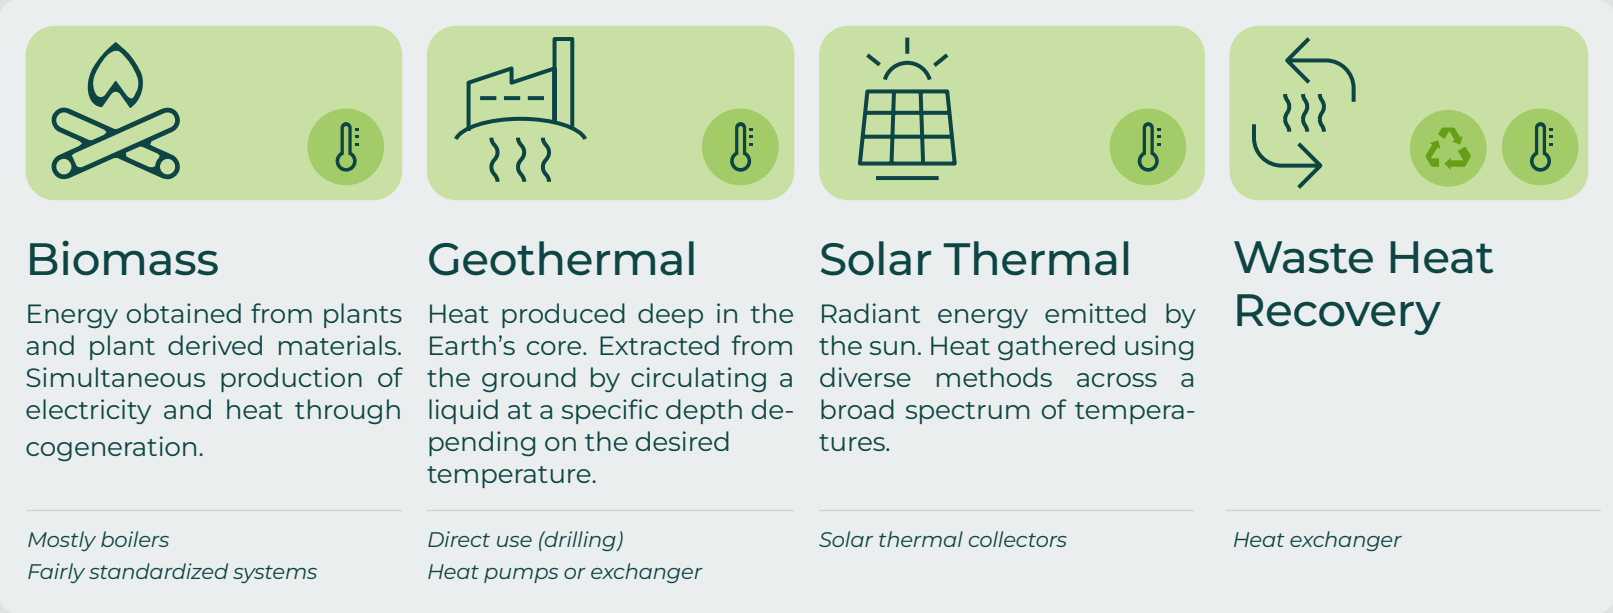 Biomass
Energy obtained from plants
and plant derived materials.
Simultaneous production of
electricity and heat through
cogeneration.
Mostly boilers
Fairly standardized systems
Geothermal
Heat produced deep in the
Earth’s core. Extracted from
the ground by circulating a
liquid at a specific depth de-
pending on the desired
temperature.
Direct use (drilling)
Heat pumps or exchanger
Solar Thermal
Radiant energy emitted by
the sun. Heat gathered using
diverse methods across a
broad spectrum of tempera-
tures.
Solar thermal collectors
Waste Heat
Recovery
Heat exchanger